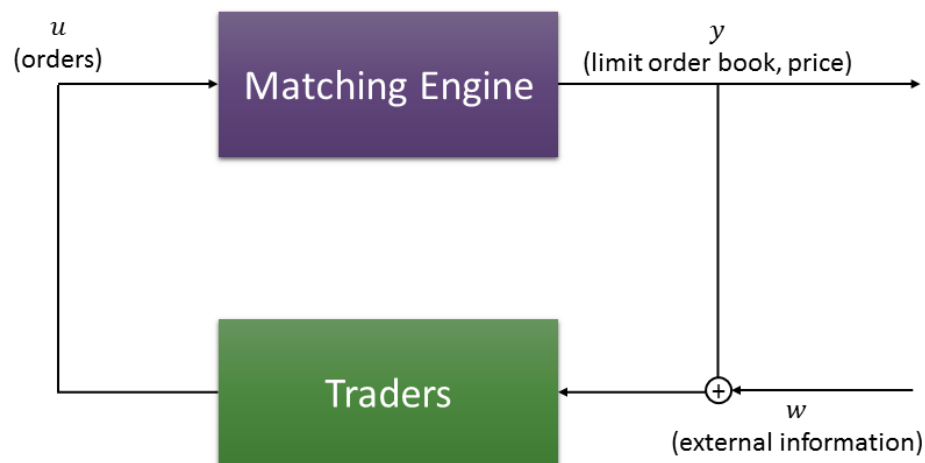 u
(orders)
Matching Engine
y
(limit order book, price)
Traders
+
w
(external information)